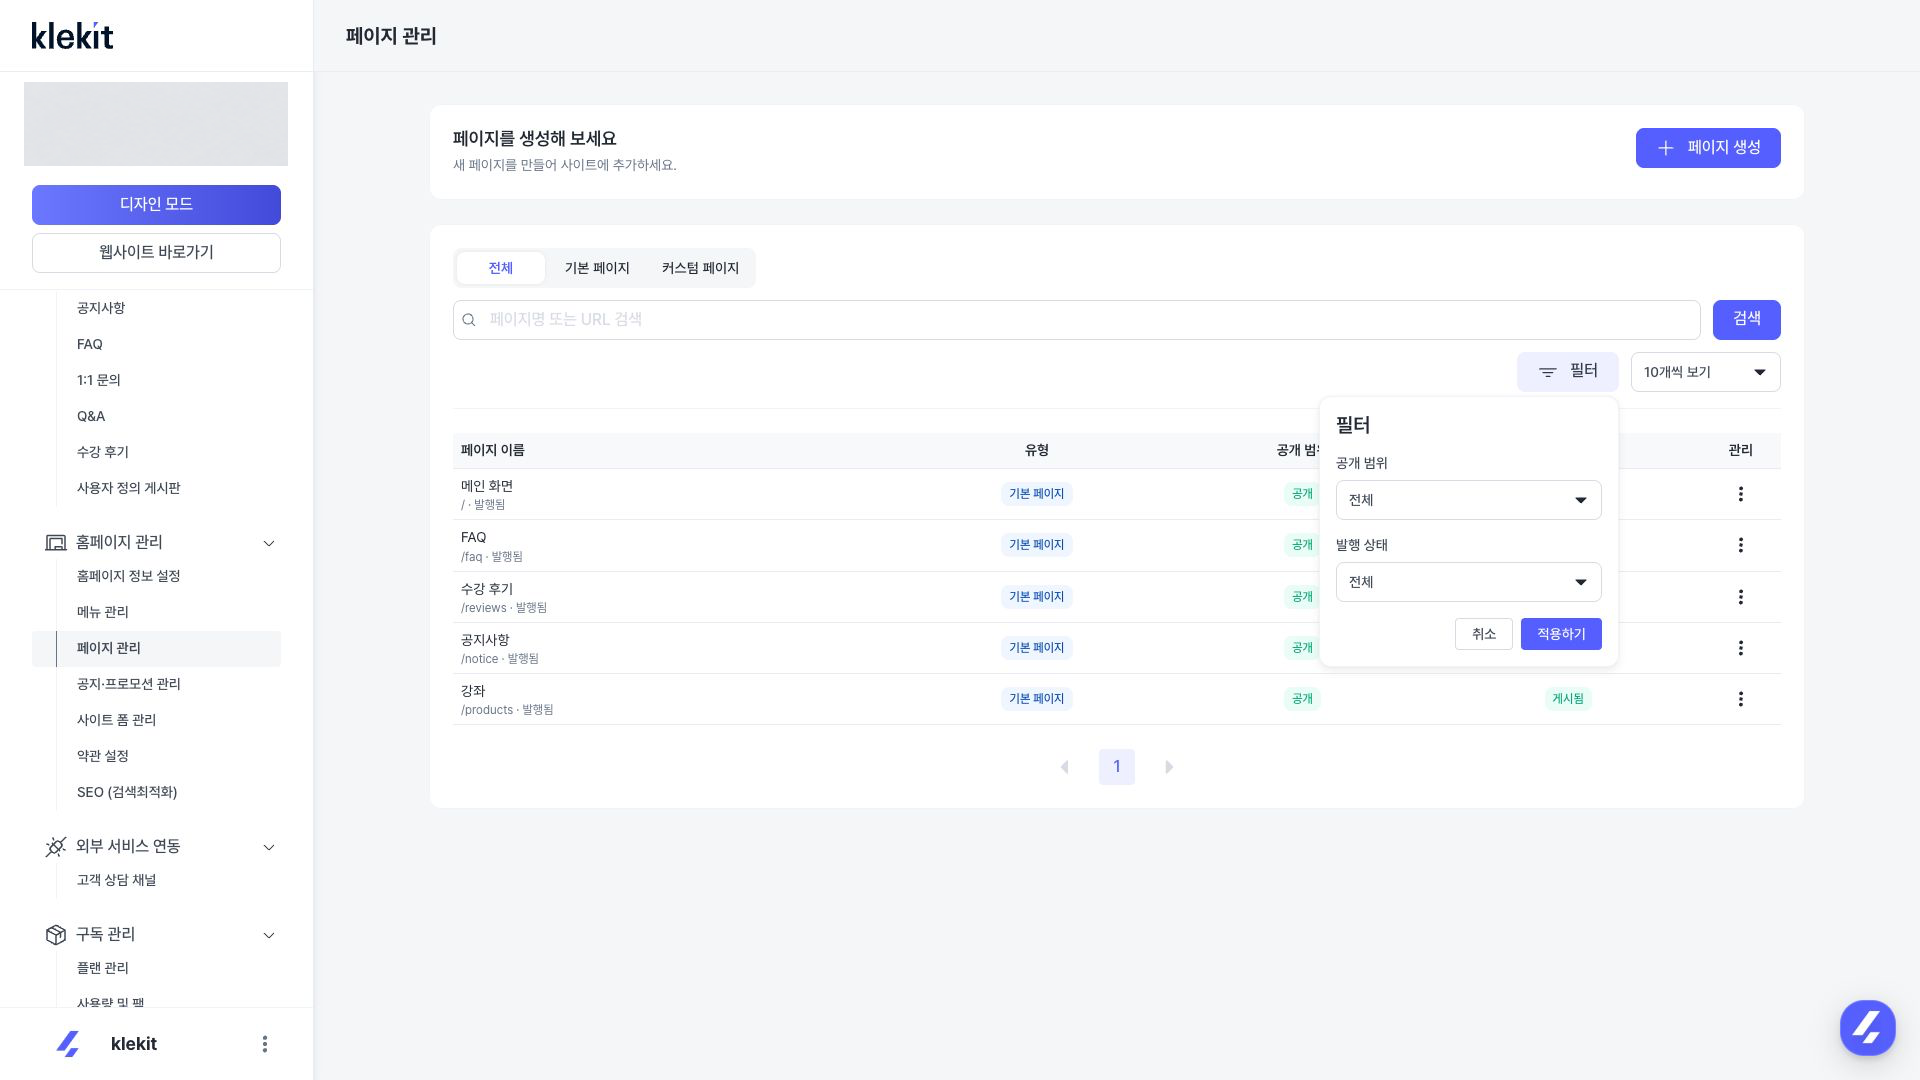 klekit
페이지 관리
디자인 모드
웹사이트 바로가기
공지사항
FAQ
1:1 문의
Q&A
수강 후기
사용자 정의 게시판
홈페이지 관리
홈페이지 정보 설정
메뉴 관리
페이지 관리
공지·프로모션 관리
사이트 폼 관리
약관 설정
SEO (검색최적화)
외부 서비스 연동
고객 상담 채널
구독 관리
플랜 관리
사용량 및 팩
klekit
페이지를 생성해 보세요
새 페이지를 만들어 사이트에 추가하세요.
페이지 생성
전체 기본 페이지 커스텀 페이지
페이지명 또는 URL 검색 검색
필터 10개씩 보기
페이지 이름 유형 공개 범 관리
메인 화면
/ · 발행됨
기본 페이지 공개
FAQ
/faq · 발행됨
기본 페이지 공개
수강 후기
/reviews · 발행됨
기본 페이지 공개
공지사항
/notice · 발행됨
기본 페이지 공개
강좌
/products · 발행됨
기본 페이지 공개 게시됨
1
필터
공개 범위
전체
발행 상태
전체
취소 적용하기